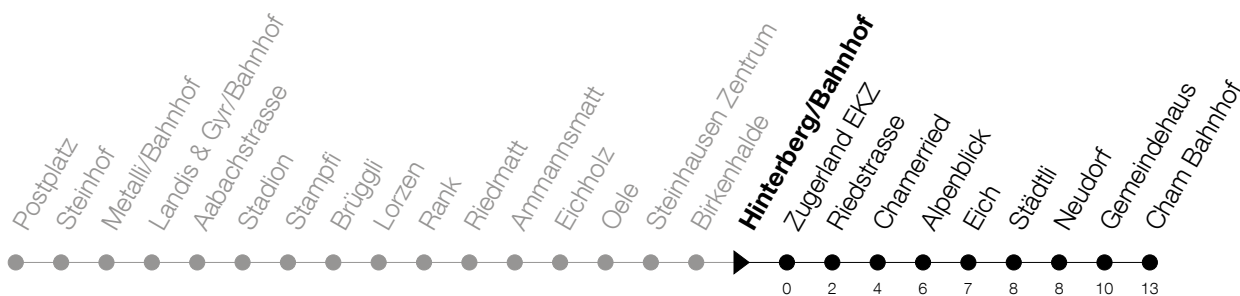 Postplatz
Steinhof
Metalli/Bahnhof
Landis & Gyr/Bahnhof
Aabachstrasse
Stadion
Stampfi
Brüggli
Lorzen
Rank
Riedmatt
Ammannsmatt
Eichholz
Oele
Steinhausen Zentrum
Birkenhalde
Hinterberg/Bahnhof
Zugerland EKZ
Riedstrasse
Chamerried
Alpenblick
Eich
Städtli
Neudorf
Gemeindehaus
Cham Bahnhof
0 2 4 6 7 8 8 10 13